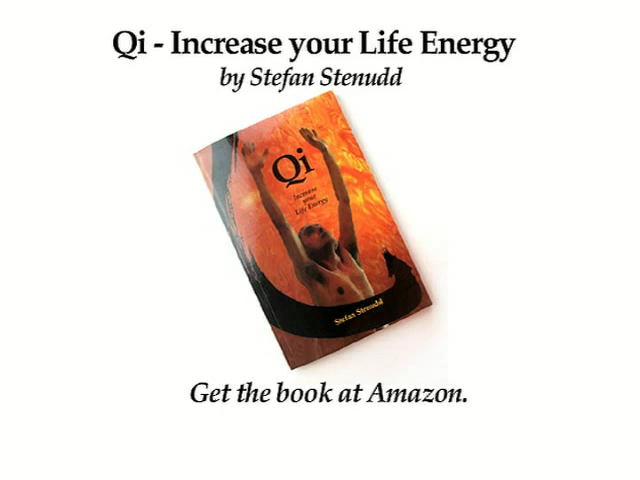 Qi - Increase your Life Energy
by Stefan Stenudd
Qi
Increase
your
Life Energy
Stefan Stenudd
Get the book at Amazon.